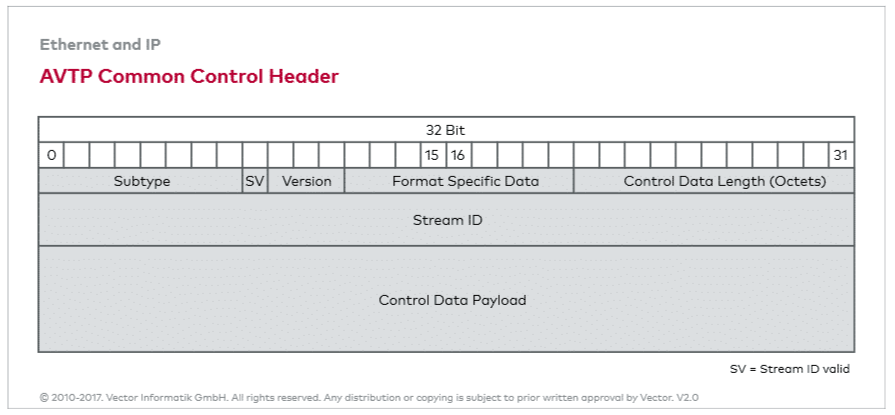 Ethernet and IP
AVTP Common Control Header
32 Bit
0 15 16 31
Subtype SV Version Format Specific Data Control Data Length (Octets)
Stream ID
Control Data Payload
SV = Stream ID valid
© 2010-2017. Vector Informatik GmbH. All rights reserved. Any distribution or copying is subject to prior written approval by Vector. V2.0